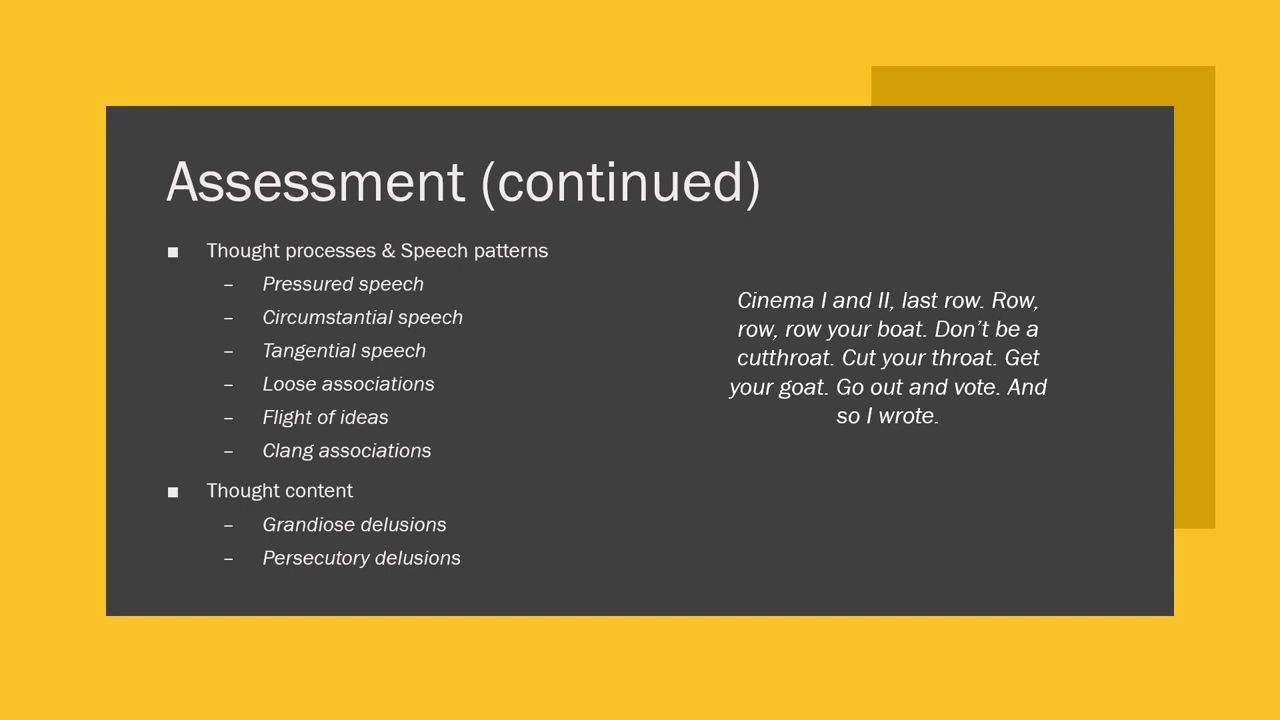 Assessment (continued)
■ Thought processes & Speech patterns
– Pressured speech
– Circumstantial speech
– Tangential speech
– Loose associations
– Flight of ideas
– Clang associations
■ Thought content
– Grandiose delusions
– Persecutory delusions
Cinema I and II, last row. Row,
row, row your boat. Don’t be a
cutthroat. Cut your throat. Get
your goat. Go out and vote. And
so I wrote.